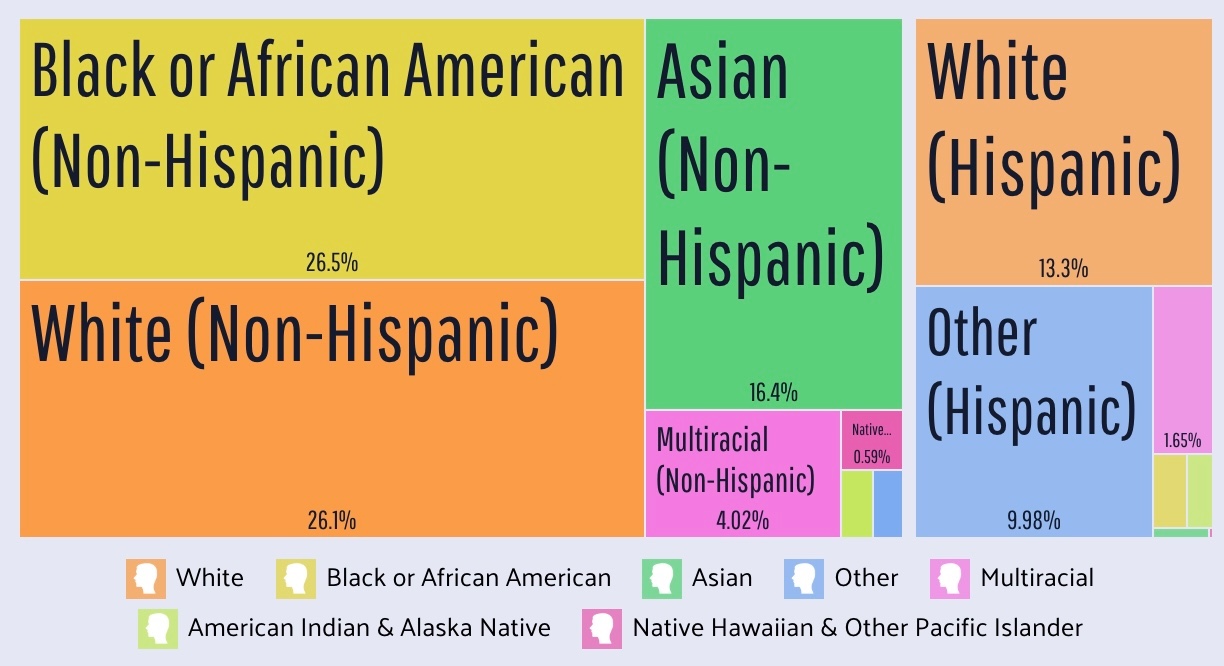 Black or African American
(Non-Hispanic)
26.5%
White (Non-Hispanic)
26.1%
Asian
(Non-
Hispanic)
16.4%
Multiracial
(Non-Hispanic)
4.02%
Native...
0.59%
White
(Hispanic)
13.3%
Other
(Hispanic)
9.98%
1.65%
White
Black or African American
Asian
Other
Multiracial
American Indian & Alaska Native
Native Hawaiian & Other Pacific Islander